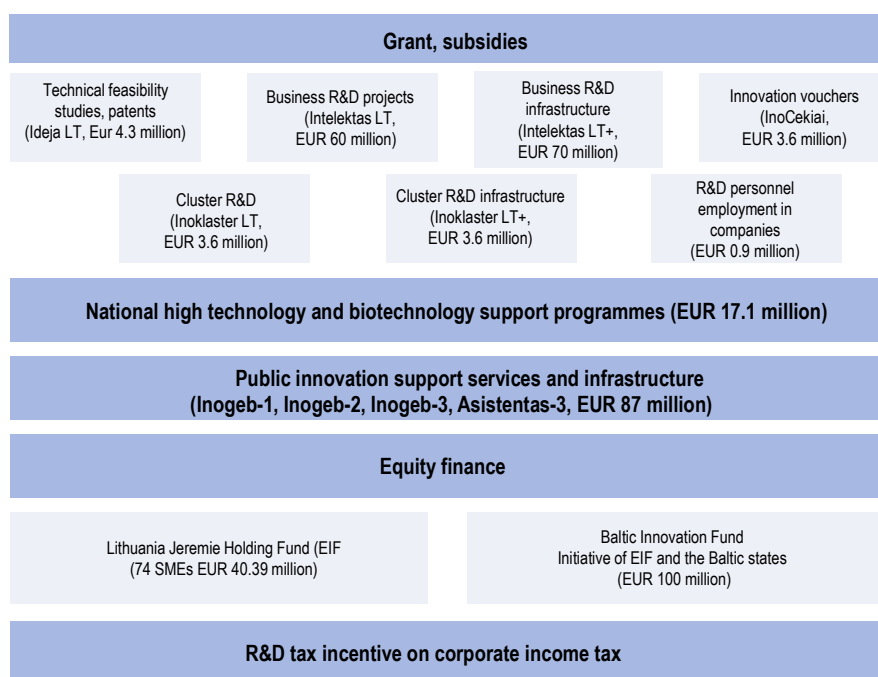 Grant, subsidies
Technical feasibility
studies, patents
(Ideja LT, Eur 4.3 million)
Business R&D projects
(Intelektas LT,
EUR 60 million)
Business R&D
infrastructure
(Intelektas LT+,
EUR 70 million)
Innovation vouchers
(InoCekiai,
EUR 3.6 million)
Cluster R&D
(Inoklaster LT,
EUR 3.6 million)
Cluster R&D infrastructure
(Inoklaster LT+,
EUR 3.6 million)
R&D personnel
employment in
companies
(EUR 0.9 million)
National high technology and biotechnology support programmes (EUR 17.1 million)
Public innovation support services and infrastructure
(Inogeb-1, Inogeb-2, Inogeb-3, Asistentas-3, EUR 87 million)
Equity finance
Lithuania Jeremie Holding Fund (EIF
(74 SMEs EUR 40.39 million)
Baltic Innovation Fund
Initiative of EIF and the Baltic states
(EUR 100 million)
R&D tax incentive on corporate income tax